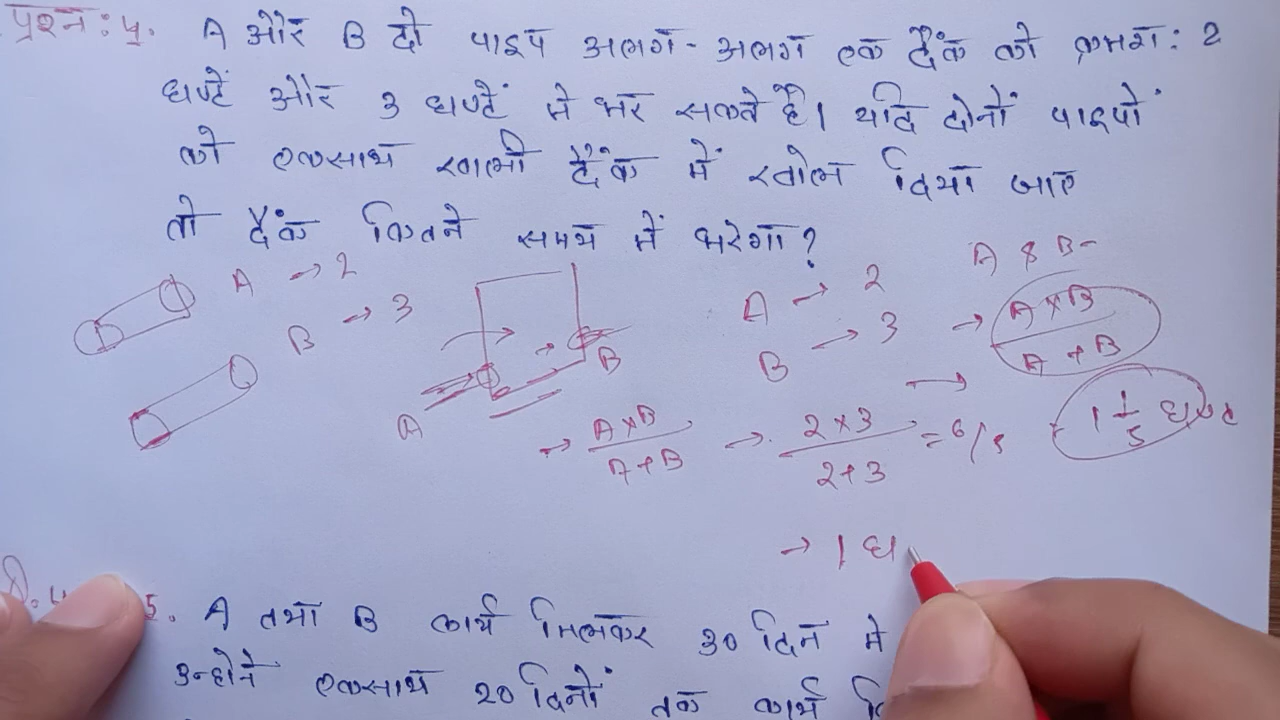 प्रश्न: 4. A और B दो पाइप अलग-अलग एक टैंक को क्रमश: 2
घण्टें और 3 घण्टें में भर सकते है। यदि दोनों पाइपों
को एकसाथ खाली टैंक में खोल दिया जाए
तो टैंक कितने समय में भरेगा?
A → 2
B → 3
A
B
A → 2
B → 3
A & B-
→ A×B / A+B
→ A×B / A+B → 2×3 / 2+3 = 6/5 = 1 1/5 घण्टे
→ 1 घ
5. A तथा B कार्य मिलकर 30 दिन मे
उन्होने एकसाथ 20 दिनों तक कार्य